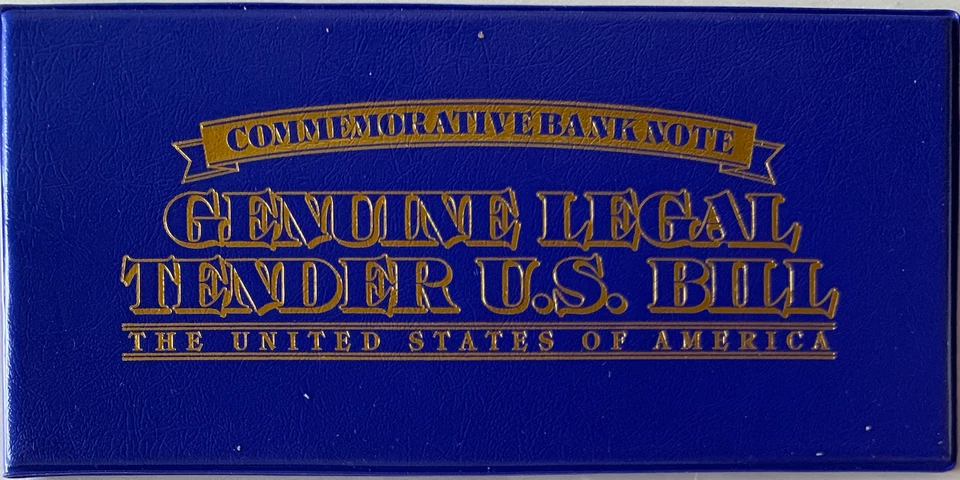 COMMEMORATIVE BANK NOTE
GENUINE LEGAL
TENDER U.S. BILL
THE UNITED STATES OF AMERICA